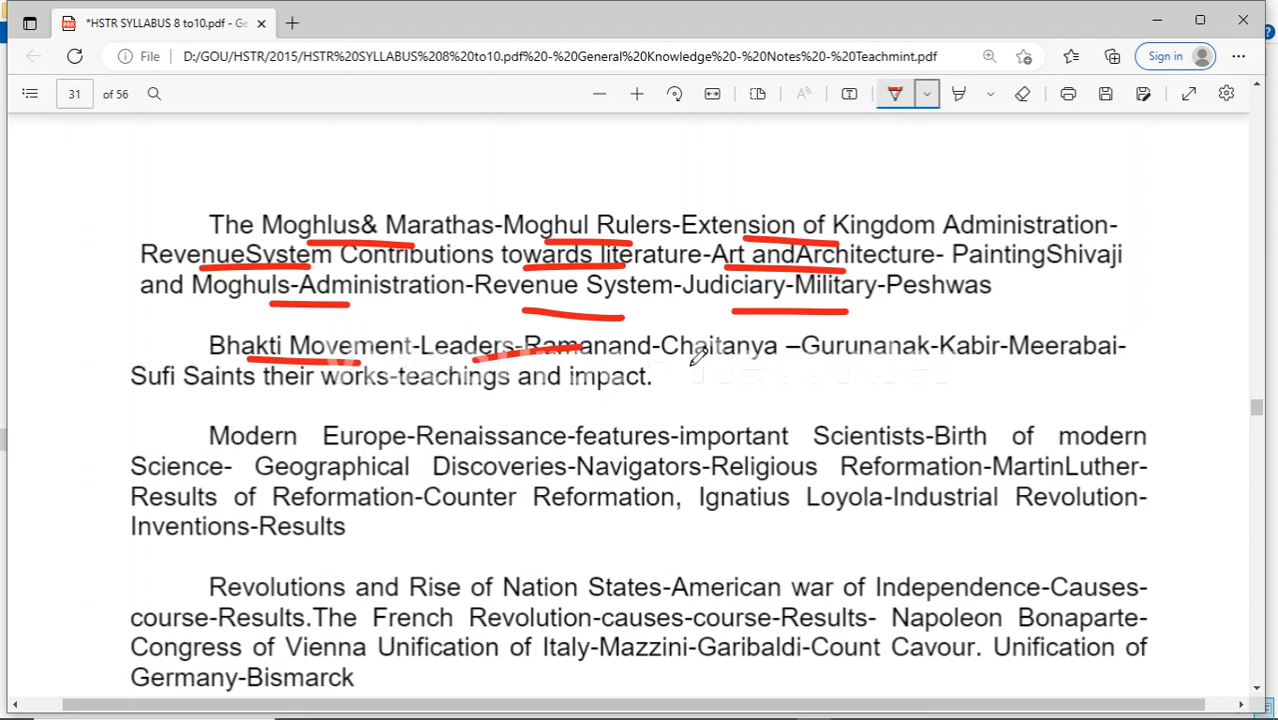 *HSTR SYLLABUS 8 to10.pdf - Ge
File
D:/GOU/HSTR/2015/HSTR%20SYLLABUS%208%20to10.pdf%20-%20General%20Knowledge%20-%20Notes%20-%20Teachmint.pdf
Sign in
31 of 56
The Moghlus& Marathas-Moghul Rulers-Extension of Kingdom Administration-
RevenueSystem Contributions towards literature-Art andArchitecture- PaintingShivaji
and Moghuls-Administration-Revenue System-Judiciary-Military-Peshwas
Bhakti Movement-Leaders-Ramanand-Chaitanya –Gurunanak-Kabir-Meerabai-
Sufi Saints their works-teachings and impact.
Modern Europe-Renaissance-features-important Scientists-Birth of modern
Science- Geographical Discoveries-Navigators-Religious Reformation-MartinLuther-
Results of Reformation-Counter Reformation, Ignatius Loyola-Industrial Revolution-
Inventions-Results
Revolutions and Rise of Nation States-American war of Independence-Causes-
course-Results.The French Revolution-causes-course-Results- Napoleon Bonaparte-
Congress of Vienna Unification of Italy-Mazzini-Garibaldi-Count Cavour. Unification of
Germany-Bismarck